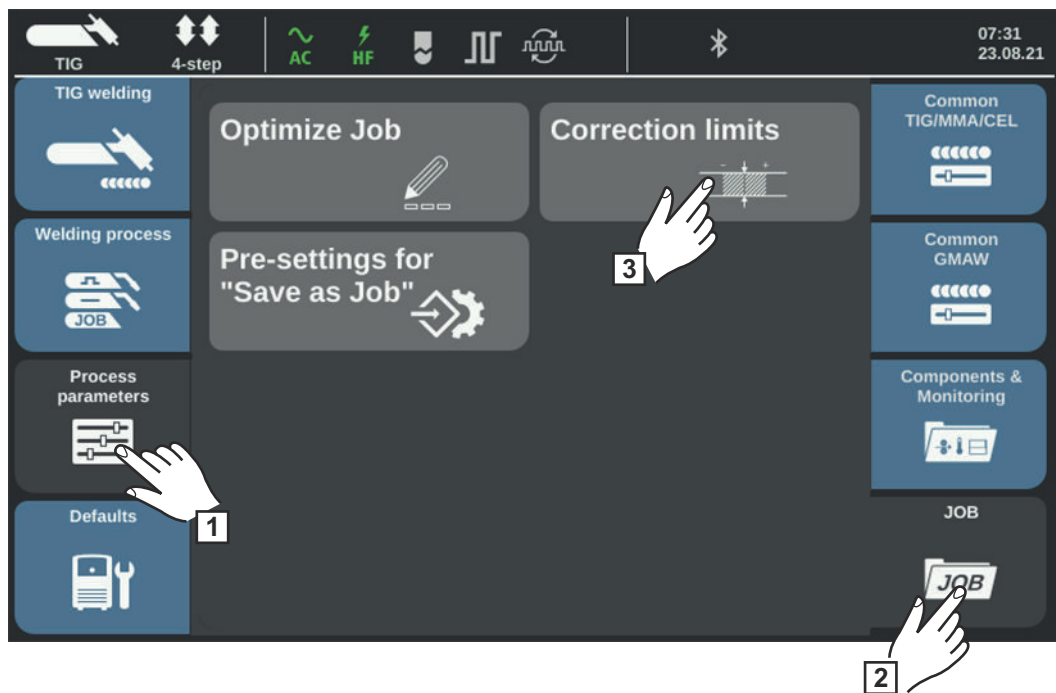 TIG
4-step
AC
HF
07:31
23.08.21
TIG welding
Welding process
JOB
Process
parameters
1
Defaults
Optimize Job
Correction limits
3
Pre-settings for
"Save as Job"
Common
TIG/MMA/CEL
Common
GMAW
Components &
Monitoring
JOB
JOB
2